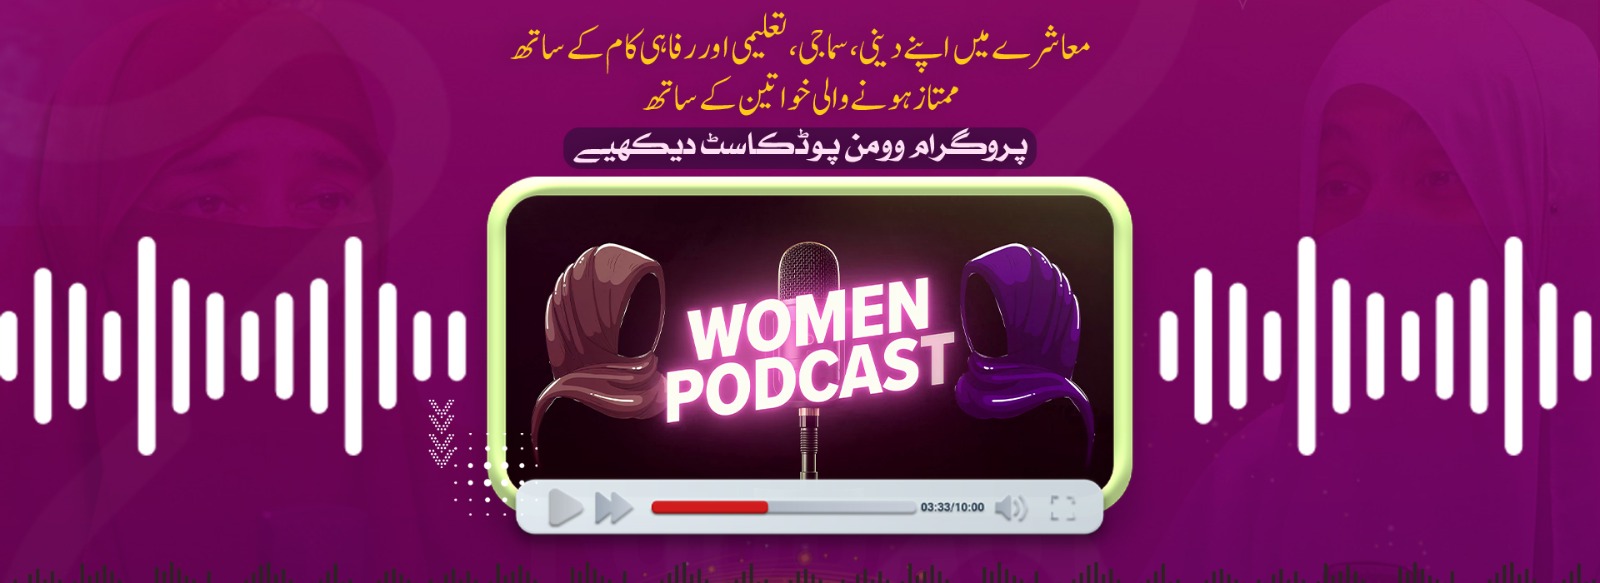 معاشرے میں اپنے دینی، سماجی، تعلیمی اور رفاہی کام کے ساتھ
ممتاز ہونے والی خواتین کے ساتھ
پروگرام وومن پوڈکاسٹ دیکھیے
WOMEN
PODCAST
03:33/10:00